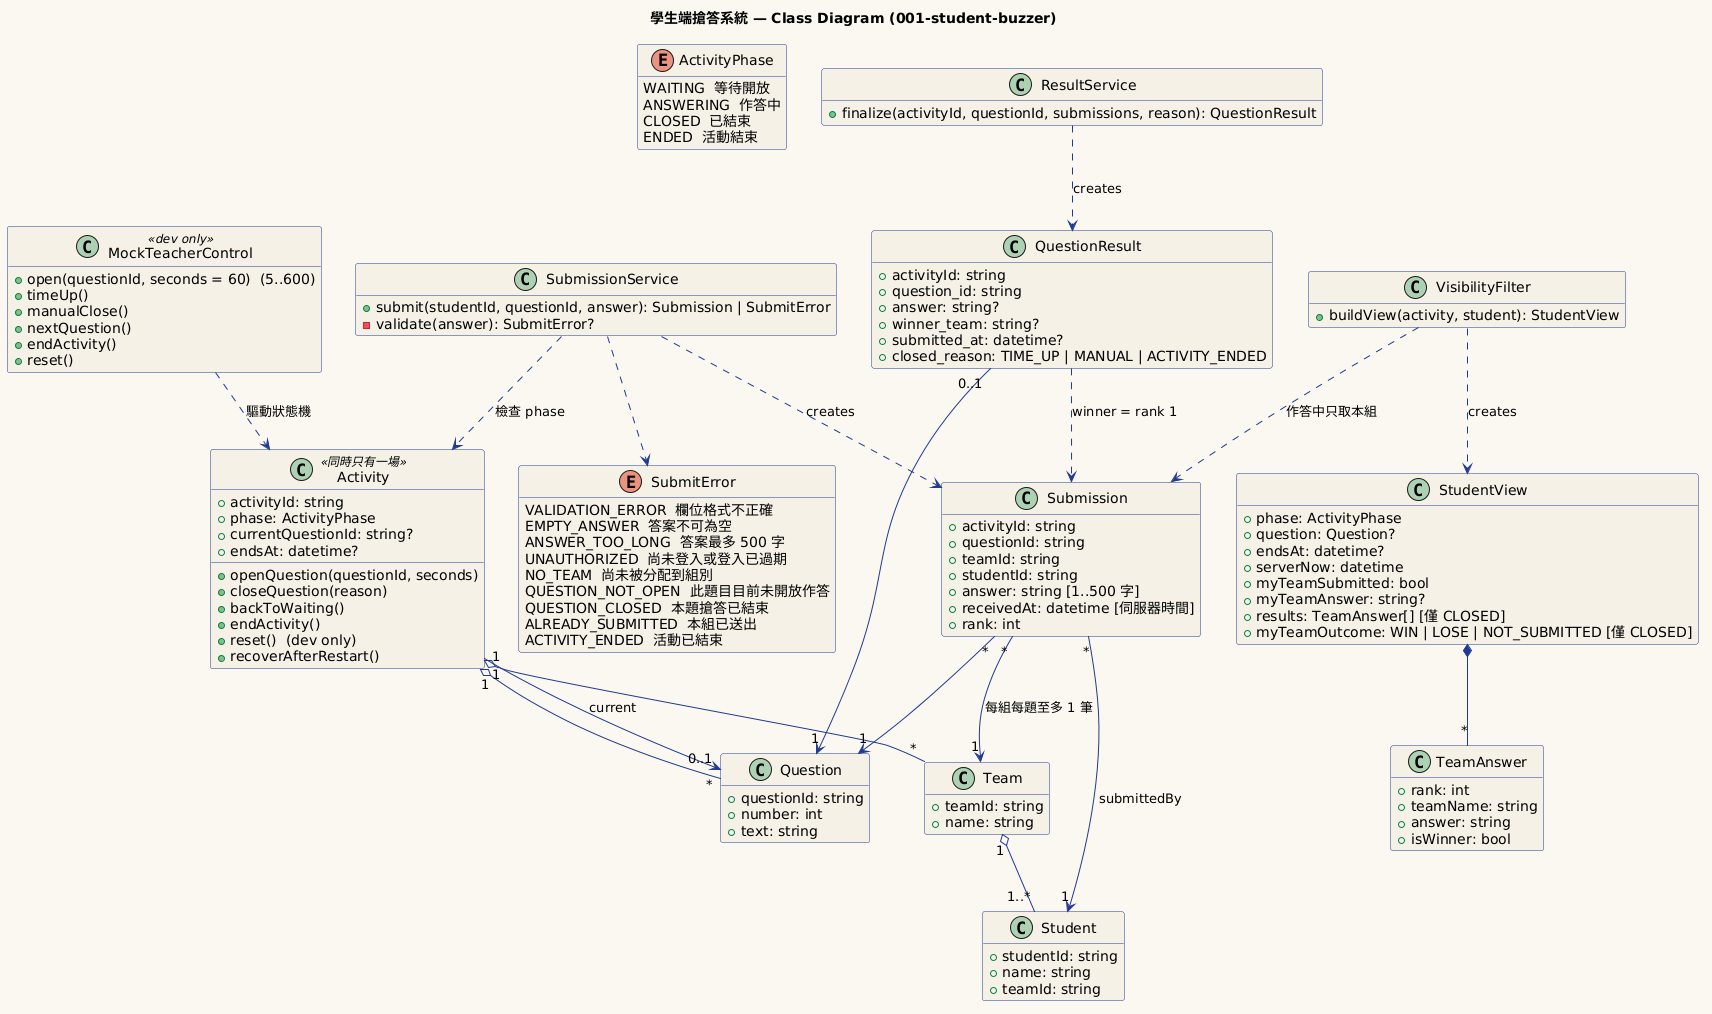 學生端搶答系統 — Class Diagram (001-student-buzzer)
E ActivityPhase
WAITING 等待開放
ANSWERING 作答中
CLOSED 已結束
ENDED 活動結束
C ResultService
finalize(activityId, questionId, submissions, reason): QuestionResult
creates
«dev only»
C MockTeacherControl
open(questionId, seconds = 60) (5..600)
timeUp()
manualClose()
nextQuestion()
endActivity()
reset()
C SubmissionService
submit(studentId, questionId, answer): Submission | SubmitError
validate(answer): SubmitError?
C QuestionResult
activityId: string
question_id: string
answer: string?
winner_team: string?
submitted_at: datetime?
closed_reason: TIME_UP | MANUAL | ACTIVITY_ENDED
C VisibilityFilter
buildView(activity, student): StudentView
0..1
驅動狀態機
檢查 phase
creates
winner = rank 1
作答中只取本組
creates
«同時只有一場»
C Activity
activityId: string
phase: ActivityPhase
currentQuestionId: string?
endsAt: datetime?
openQuestion(questionId, seconds)
closeQuestion(reason)
backToWaiting()
endActivity()
reset() (dev only)
recoverAfterRestart()
E SubmitError
VALIDATION_ERROR 欄位格式不正確
EMPTY_ANSWER 答案不可為空
ANSWER_TOO_LONG 答案最多 500 字
UNAUTHORIZED 尚未登入或登入已過期
NO_TEAM 尚未被分配到組別
QUESTION_NOT_OPEN 此題目目前未開放作答
QUESTION_CLOSED 本題搶答已結束
ALREADY_SUBMITTED 本組已送出
ACTIVITY_ENDED 活動已結束
C Submission
activityId: string
questionId: string
teamId: string
studentId: string
answer: string [1..500 字]
receivedAt: datetime [伺服器時間]
rank: int
C StudentView
phase: ActivityPhase
question: Question?
endsAt: datetime?
serverNow: datetime
myTeamSubmitted: bool
myTeamAnswer: string?
results: TeamAnswer[] [僅 CLOSED]
myTeamOutcome: WIN | LOSE | NOT_SUBMITTED [僅 CLOSED]
1
1
1
* * *
current
每組每題至多 1 筆
0..1
*
1
1
*
1
*
C Question
questionId: string
number: int
text: string
C Team
teamId: string
name: string
submittedBy
C TeamAnswer
rank: int
teamName: string
answer: string
isWinner: bool
1
1..*
1
C Student
studentId: string
name: string
teamId: string